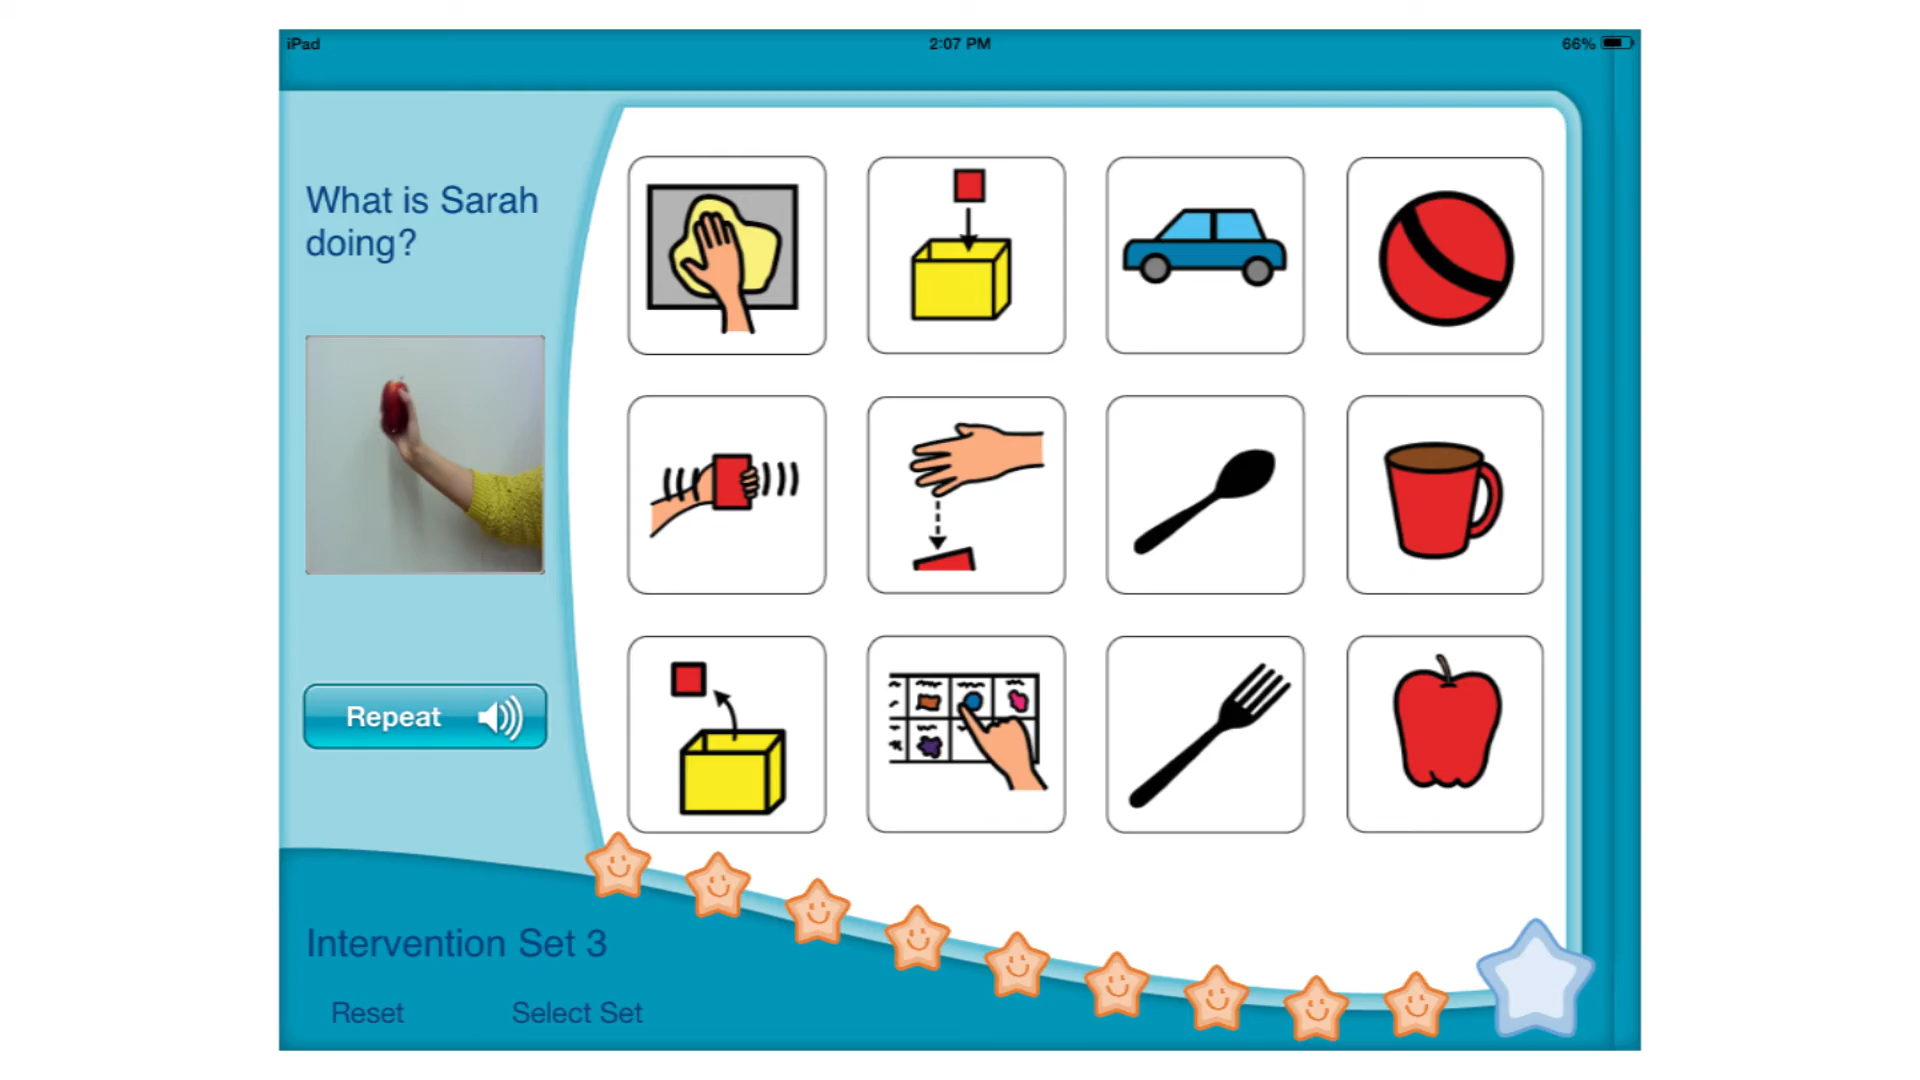 iPad
2:07 PM
66%
What is Sarah
doing?
Repeat
Intervention Set 3
Reset
Select Set